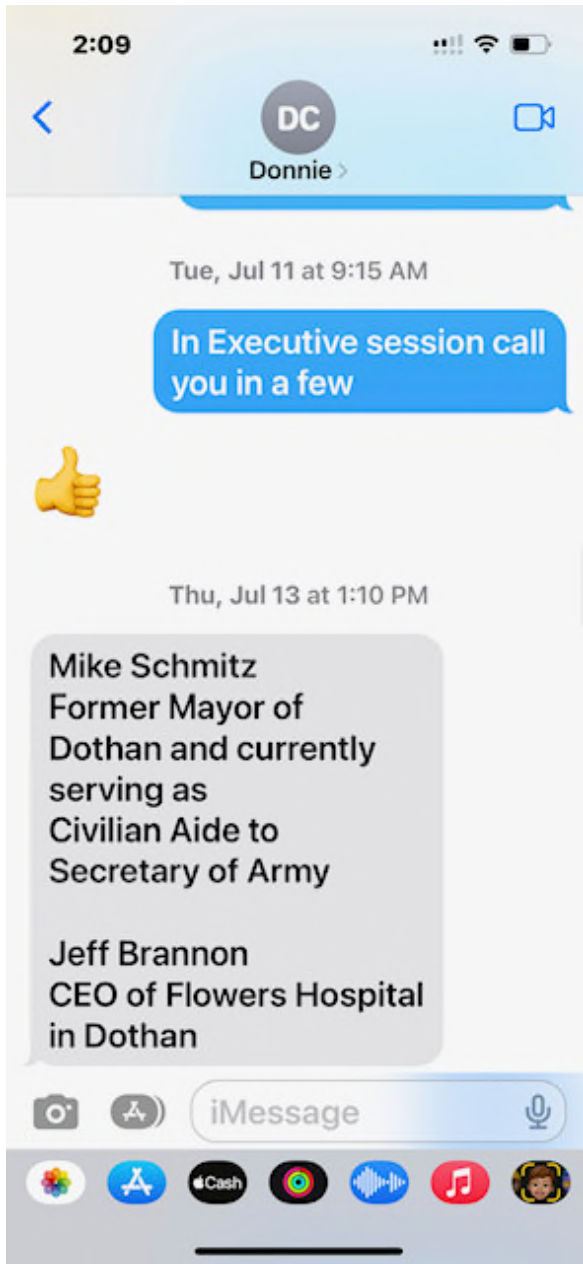 2:09
DC
Donnie >
Tue, Jul 11 at 9:15 AM
In Executive session call
you in a few
Thu, Jul 13 at 1:10 PM
Mike Schmitz
Former Mayor of
Dothan and currently
serving as
Civilian Aide to
Secretary of Army
Jeff Brannon
CEO of Flowers Hospital
in Dothan
iMessage
Cash